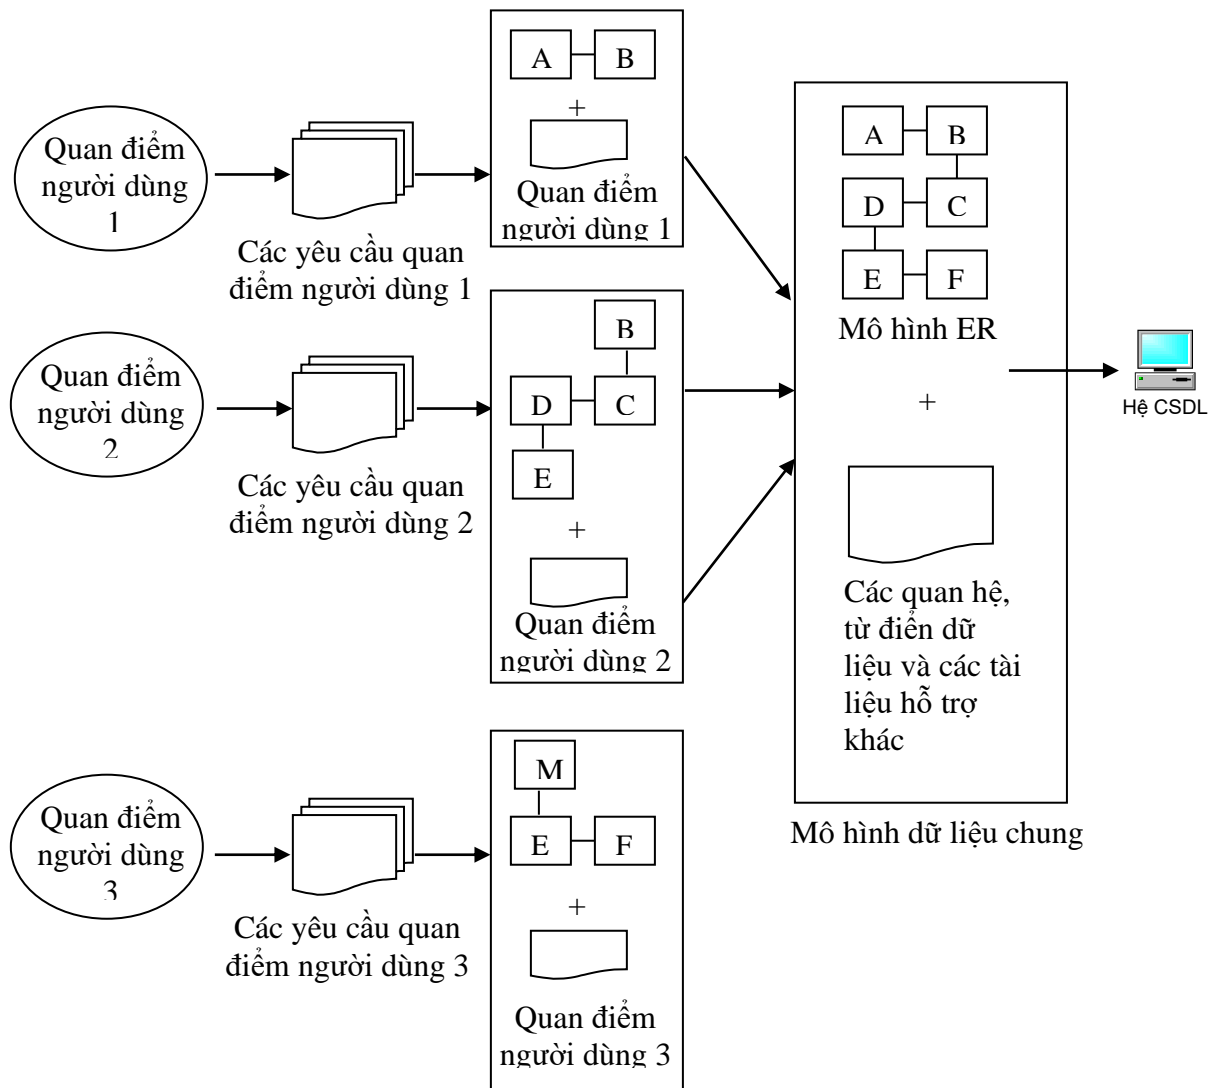 Quan điểm
người dùng
1
Các yêu cầu quan
điểm người dùng 1
A B
+
Quan điểm
người dùng 1
Quan điểm
người dùng
2
Các yêu cầu quan
điểm người dùng 2
B
D C
E
+
Quan điểm
người dùng 2
Quan điểm
người dùng
3
Các yêu cầu quan
điểm người dùng 3
M
E F
+
Quan điểm
người dùng 3
A B
D C
E F
Mô hình ER
+
Các quan hệ,
từ điển dữ
liệu và các tài
liệu hỗ trợ
khác
Mô hình dữ liệu chung
Hệ CSDL